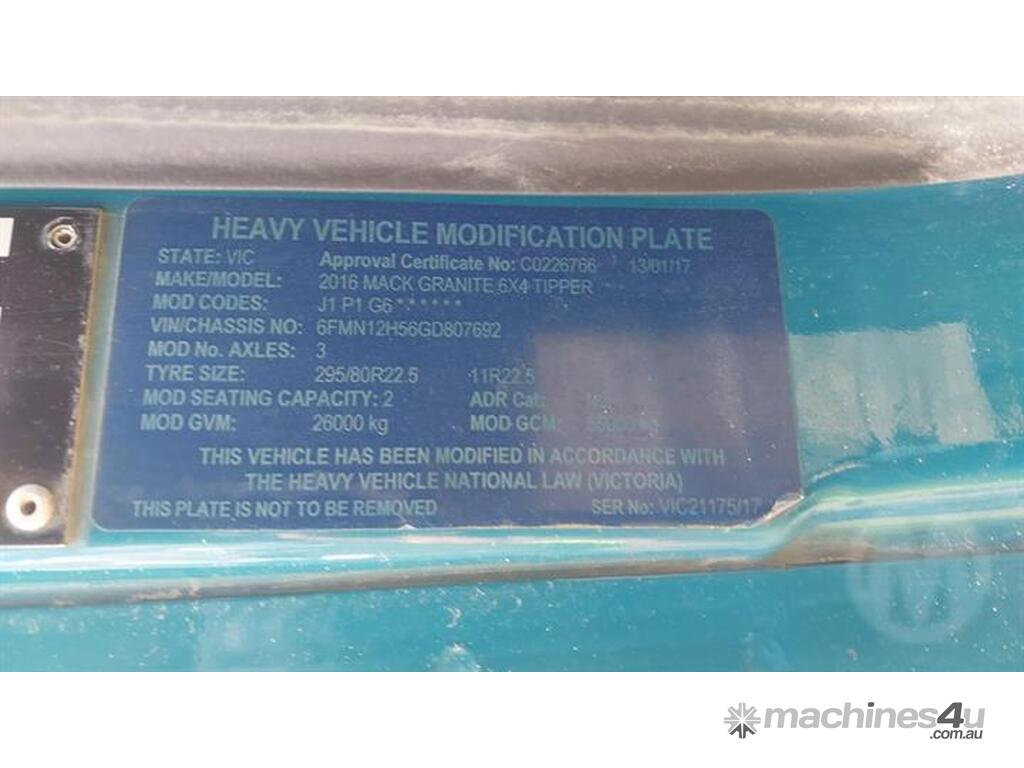 HEAVY VEHICLE MODIFICATION PLATE
STATE: VIC Approval Certificate No: C0226766 13/01/17
MAKE/MODEL: 2016 MACK GRANITE 6X4 TIPPER
MOD CODES: J1 P1 G6 * * * * * *
VIN/CHASSIS NO: 6FMN12H56GD807692
MOD No. AXLES: 3
TYRE SIZE: 295/80R22.5 11R22.5
MOD SEATING CAPACITY: 2 ADR Cat:
MOD GVM: 26000 kg MOD GCM:
THIS VEHICLE HAS BEEN MODIFIED IN ACCORDANCE WITH
THE HEAVY VEHICLE NATIONAL LAW (VICTORIA)
THIS PLATE IS NOT TO BE REMOVED SER No: VIC21175/17
machines4u
.com.au